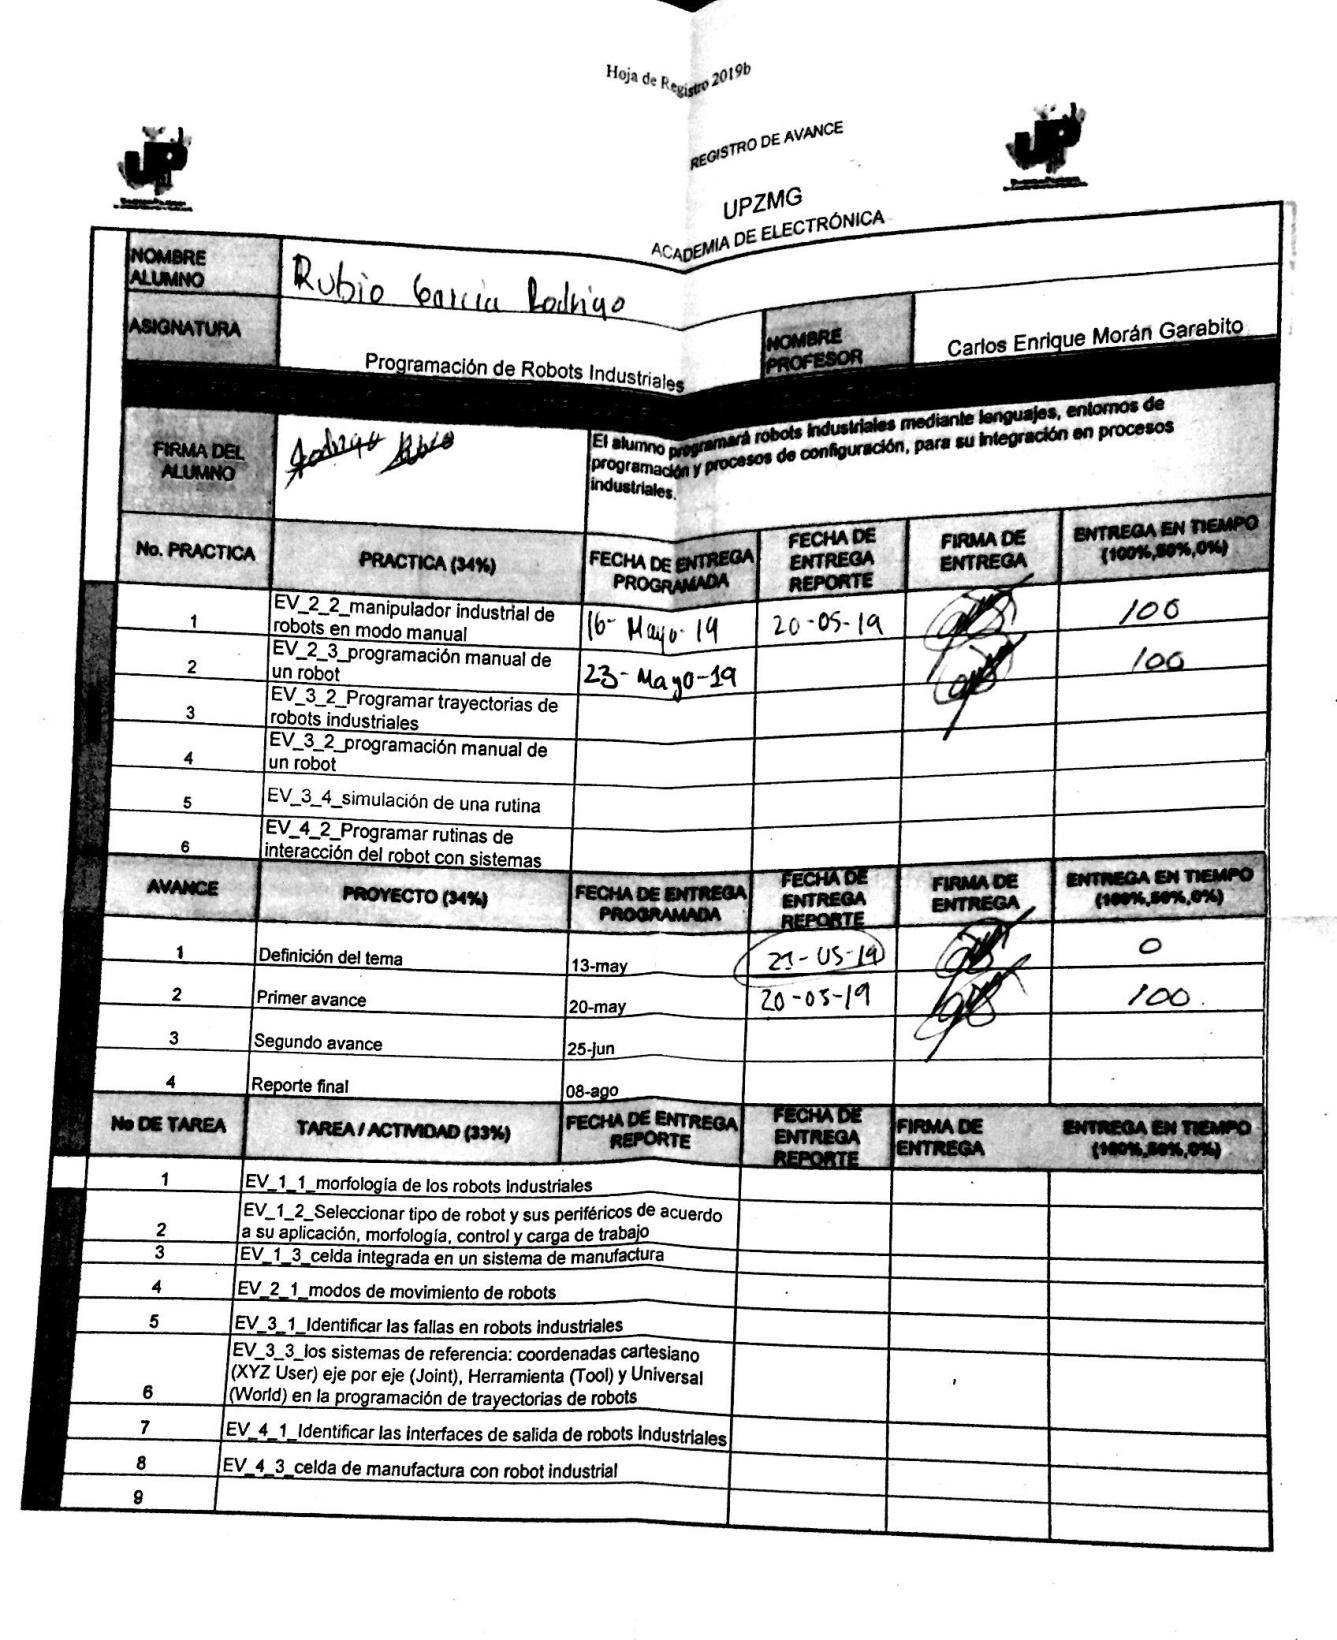 Hoja de Registro 2019b
REGISTRO DE AVANCE
UP
UP
UPZMG
ACADEMIA DE ELECTRÓNICA
NOMBRE ALUMNO
Rubio Garcia Rodrigo
ASIGNATURA
Programación de Robots Industriales
NOMBRE PROFESOR
Carlos Enrique Morán Garabito
FIRMA DEL ALUMNO
Rodrigo Rubio
El alumno programará robots industriales mediante lenguajes, entornos de
programación y procesos de configuración, para su integración en procesos
industriales.
No. PRACTICA
PRACTICA (34%)
FECHA DE ENTREGA PROGRAMADA
FECHA DE ENTREGA REPORTE
FIRMA DE ENTREGA
ENTREGA EN TIEMPO (100%,80%,0%)
1 EV_2_2_manipulador industrial de robots en modo manual 16- Mayo- 19 20-05-19 100
2 EV_2_3_programación manual de un robot 23- Mayo-19 100
3 EV_3_2_Programar trayectorias de robots industriales
4 EV_3_2_programación manual de un robot
5 EV_3_4_simulación de una rutina
6 EV_4_2_Programar rutinas de interacción del robot con sistemas
AVANCE
PROYECTO (34%)
FECHA DE ENTREGA PROGRAMADA
FECHA DE ENTREGA REPORTE
FIRMA DE ENTREGA
ENTREGA EN TIEMPO
1 Definición del tema 13-may 0
2 Primer avance 20-may 20-05-19 100
3 Segundo avance 25-jun
4 Reporte final 08-ago
No DE TAREA
TAREA / ACTIVIDAD (33%)
FECHA DE ENTREGA REPORTE
FECHA DE ENTREGA REPORTE
FIRMA DE ENTREGA
ENTREGA EN TIEMPO
1 EV_1_1_morfología de los robots industriales
2 EV_1_2_Seleccionar tipo de robot y sus periféricos de acuerdo
a su aplicación, morfología, control y carga de trabajo
3 EV_1_3_celda integrada en un sistema de manufactura
4 EV_2_1_modos de movimiento de robots
5 EV_3_1_Identificar las fallas en robots industriales
EV_3_3_los sistemas de referencia: coordenadas cartesiano
(XYZ User) eje por eje (Joint), Herramienta (Tool) y Universal
6 (World) en la programación de trayectorias de robots
7 EV_4_1_Identificar las interfaces de salida de robots industriales
8 EV_4_3_celda de manufactura con robot industrial
9